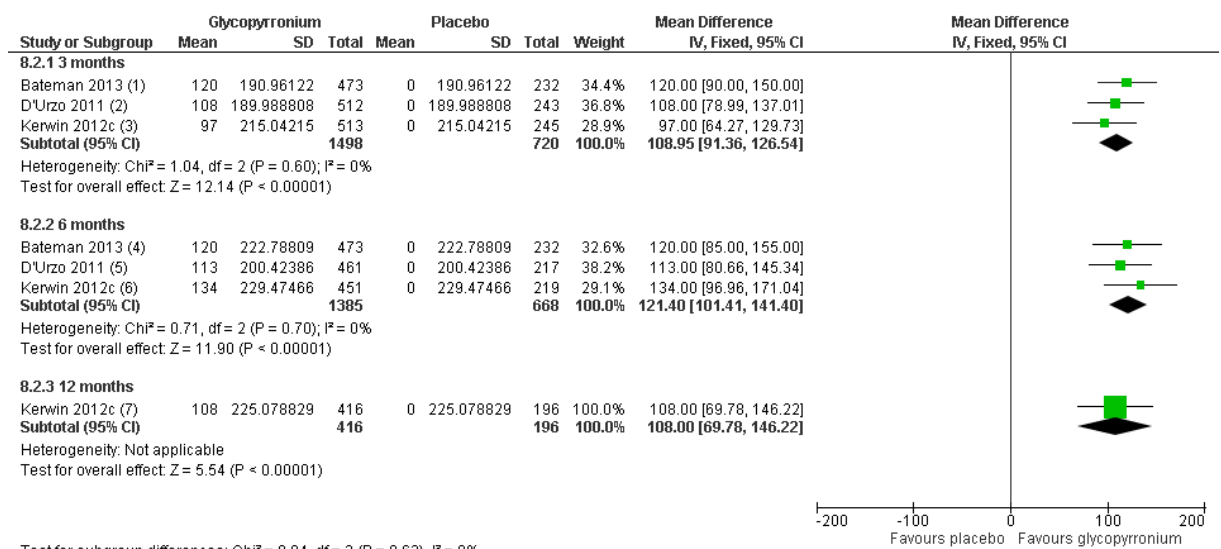 Glycopyrronium Placebo Mean Difference Mean Difference
Study or Subgroup Mean SD Total Mean SD Total Weight IV, Fixed, 95% CI IV, Fixed, 95% CI
8.2.1 3 months
Bateman 2013 (1) 120 190.96122 473 0 190.96122 232 34.4% 120.00 [90.00, 150.00]
D'Urzo 2011 (2) 108 189.988808 512 0 189.988808 243 36.8% 108.00 [78.99, 137.01]
Kerwin 2012c (3) 97 215.04215 513 0 215.04215 245 28.9% 97.00 [64.27, 129.73]
Subtotal (95% CI) 1498 720 100.0% 108.95 [91.36, 126.54]
Heterogeneity: Chi² = 1.04, df = 2 (P = 0.60); I² = 0%
Test for overall effect: Z = 12.14 (P < 0.00001)
8.2.2 6 months
Bateman 2013 (4) 120 222.78809 473 0 222.78809 232 32.6% 120.00 [85.00, 155.00]
D'Urzo 2011 (5) 113 200.42386 461 0 200.42386 217 38.2% 113.00 [80.66, 145.34]
Kerwin 2012c (6) 134 229.47466 451 0 229.47466 219 29.1% 134.00 [96.96, 171.04]
Subtotal (95% CI) 1385 668 100.0% 121.40 [101.41, 141.40]
Heterogeneity: Chi² = 0.71, df = 2 (P = 0.70); I² = 0%
Test for overall effect: Z = 11.90 (P < 0.00001)
8.2.3 12 months
Kerwin 2012c (7) 108 225.078829 416 0 225.078829 196 100.0% 108.00 [69.78, 146.22]
Subtotal (95% CI) 416 196 100.0% 108.00 [69.78, 146.22]
Heterogeneity: Not applicable
Test for overall effect: Z = 5.54 (P < 0.00001)
-200 -100 0 100 200
Favours placebo Favours glycopyrronium
Test for subgroup differences: Chi² =